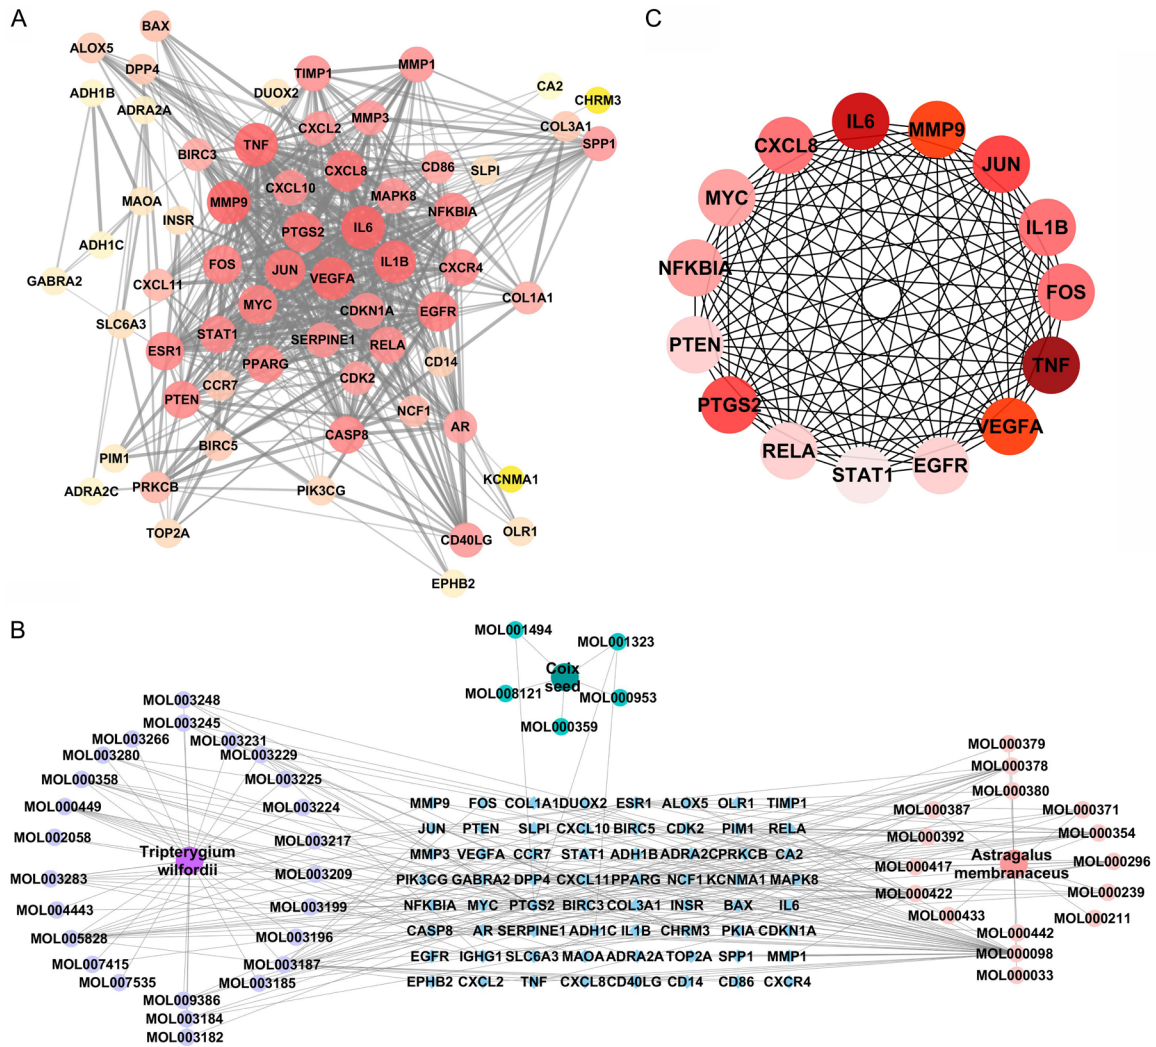 A
BAX
ALOX5
DPP4
ADH1B
ADRA2A
DUOX2
TIMP1
MMP1
CA2
CHRM3
COL3A1
SPP1
CXCL2
MMP3
BIRC3
TNF
CXCL8
CD86
SLPI
CXCL10
MAPK8
MAOA
MMP9
NFKBIA
INSR
PTGS2
IL6
ADH1C
FOS
JUN
VEGFA
IL1B
CXCR4
GABRA2
CXCL11
COL1A1
MYC
CDKN1A
EGFR
SLC6A3
STAT1
SERPINE1
RELA
ESR1
PPARG
CD14
CCR7
CDK2
PTEN
NCF1
AR
CASP8
BIRC5
PIM1
KCNMA1
ADRA2C
PRKCB
PIK3CG
TOP2A
CD40LG
OLR1
EPHB2
C
IL6
MMP9
CXCL8
JUN
MYC
IL1B
NFKBIA
FOS
PTEN
TNF
PTGS2
VEGFA
RELA
STAT1
EGFR
B
MOL001494
MOL001323
Coix
seed
MOL008121
MOL000953
MOL000359
MOL003248
MOL003245
MOL003266
MOL003231
MOL003280
MOL003229
MOL000358
MOL003225
MOL000449
MOL003224
MOL002058
MOL003217
Tripterygium
wilfordii
MOL003283
MOL003209
MOL004443
MOL003199
MOL005828
MOL003196
MOL007415
MOL003187
MOL007535
MOL003185
MOL009386
MOL003184
MOL003182
MMP9 FOS COL1A1 DUOX2 ESR1 ALOX5 OLR1 TIMP1
JUN PTEN SLPI CXCL10 BIRC5 CDK2 PIM1 RELA
MMP3 VEGFA CCR7 STAT1 ADH1B ADRA2C PRKCB CA2
PIK3CG GABRA2 DPP4 CXCL11 PPARG NCF1 KCNMA1 MAPK8
NFKBIA MYC PTGS2 BIRC3 COL3A1 INSR BAX IL6
CASP8 AR SERPINE1 ADH1C IL1B CHRM3 PKIA CDKN1A
EGFR IGHG1 SLC6A3 MAOA ADRA2A TOP2A SPP1 MMP1
EPHB2 CXCL2 TNF CXCL8 CD40LG CD14 CD86 CXCR4
MOL000379
MOL000378
MOL000380
MOL000387
MOL000371
MOL000392
MOL000354
Astragalus
membranaceus
MOL000417
MOL000296
MOL000422
MOL000239
MOL000433
MOL000211
MOL000442
MOL000098
MOL000033